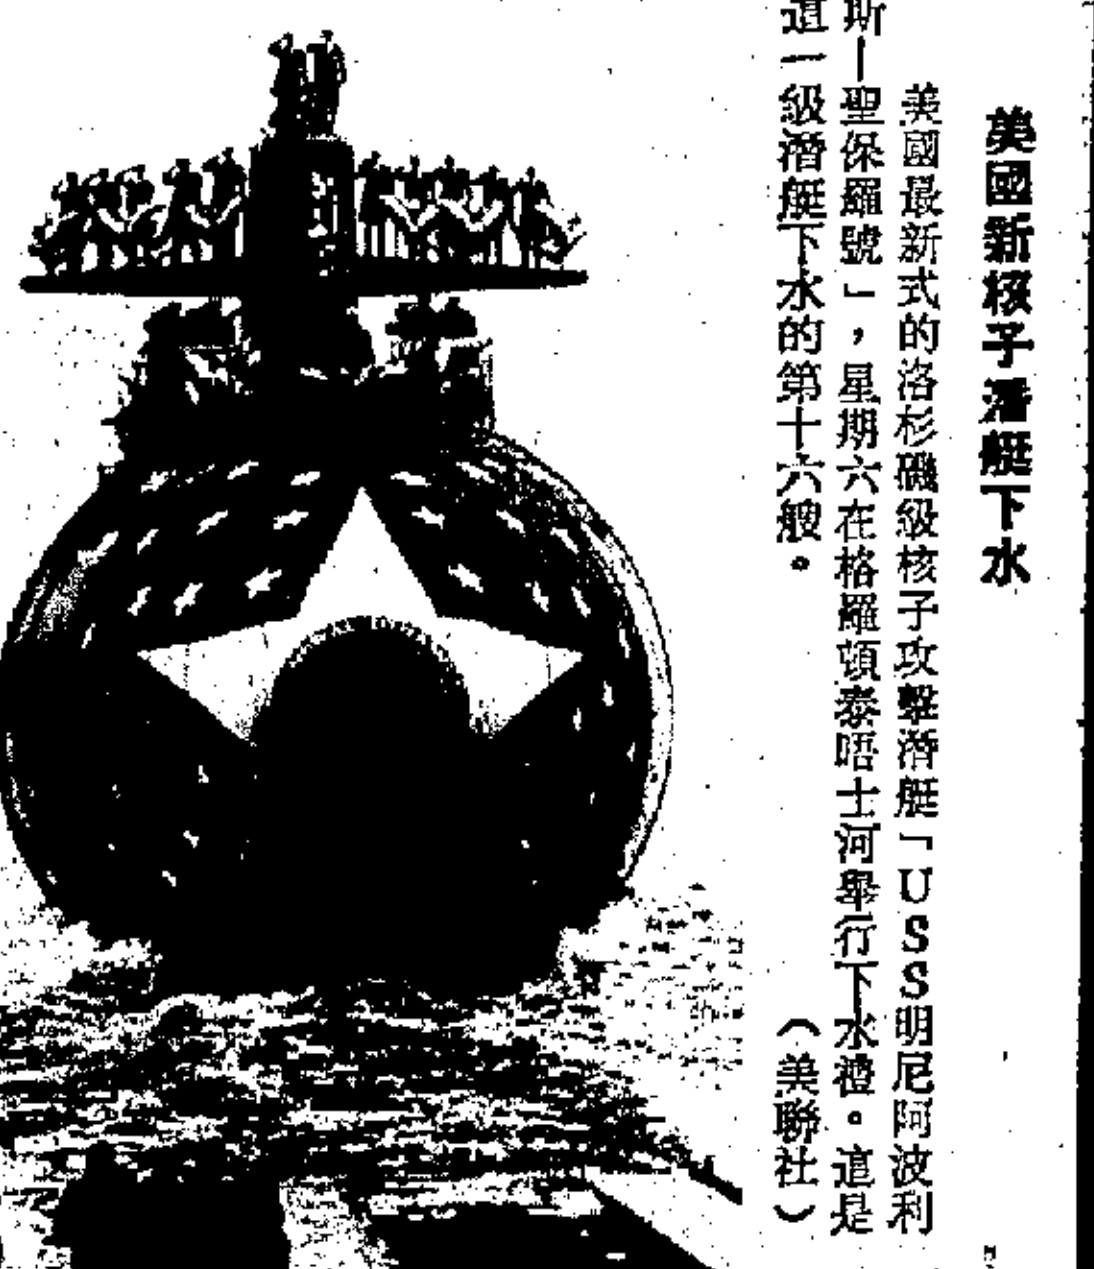 美國新核子潛艇下水
美國最新式的洛杉磯級核子攻擊潛艇「USS明尼阿波利
斯—聖保羅號」，星期六在格羅頓泰晤士河舉行下水禮。這是
這一級潛艇下水的第十六艘。　（美聯社）